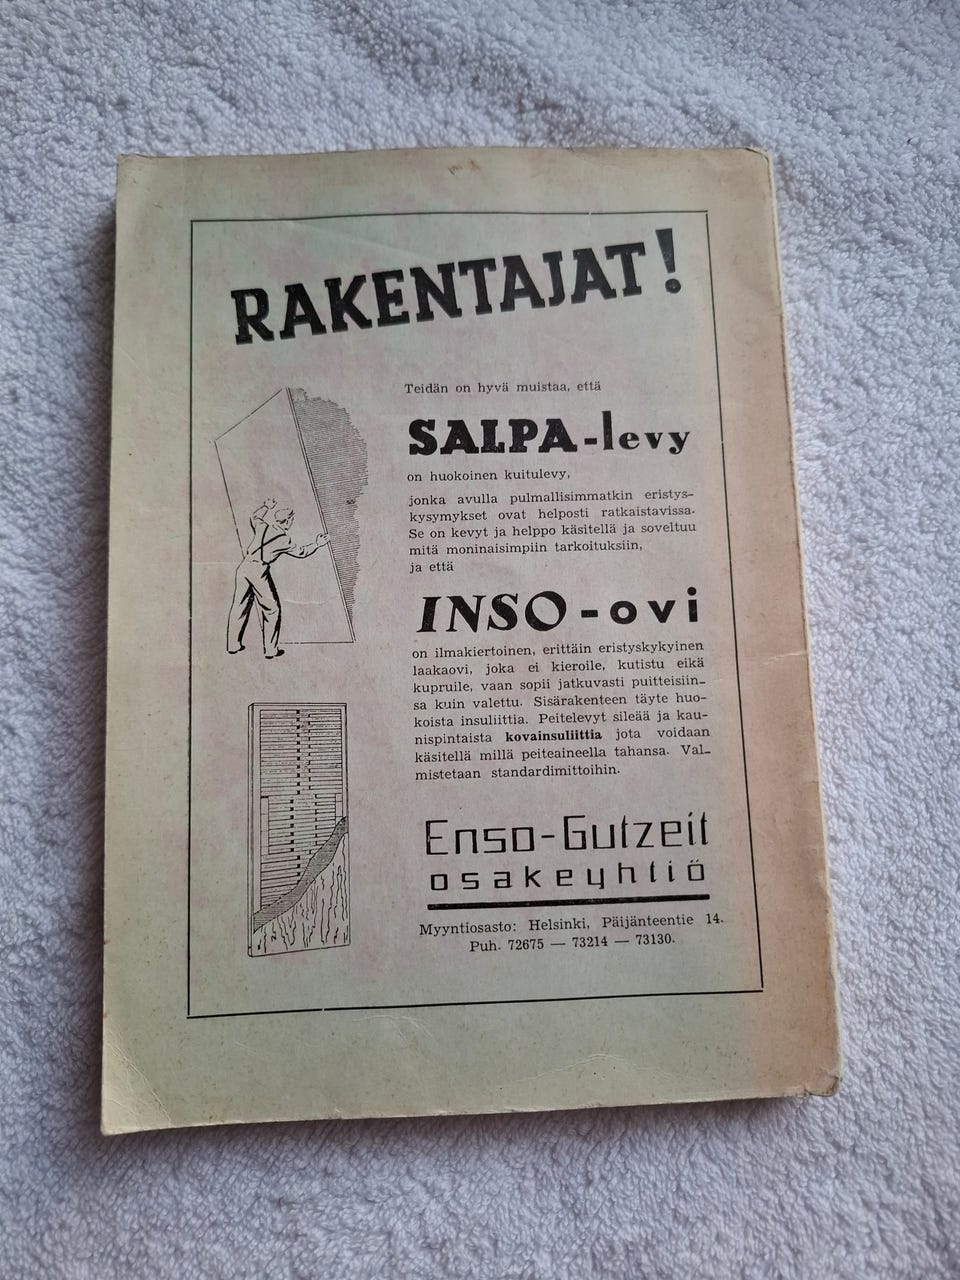 RAKENTAJAT!
Teidän on hyvä muistaa, että
SALPA-levy
on huokoinen kuitulevy,
jonka avulla pulmallisimmatkin eristys-
kysymykset ovat helposti ratkaistavissa.
Se on kevyt ja helppo käsitellä ja soveltuu
mitä moninaisimpiin tarkoituksiin,
ja että
INSO-ovi
on ilmakiertoinen, erittäin eristyskykyinen
laakaovi, joka ei kieroile, kutistu eikä
kupruile, vaan sopii jatkuvasti puitteisiin-
sa kuin valettu. Sisärakenteen täyte huo-
koista insuliittia. Peitelevyt sileää ja kau-
nispintaista kovainsuliittia jota voidaan
käsitellä millä peiteaineella tahansa. Val-
mistetaan standardimittoihin.
Enso-Gutzeit
osakeyhtiö
Myyntiosasto: Helsinki, Päijänteentie 14.
Puh. 72675 — 73214 — 73130.